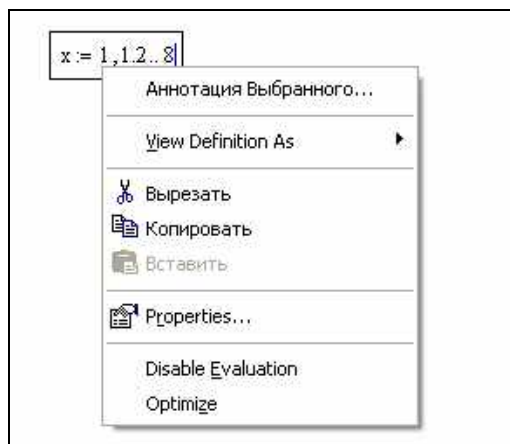 x := 1,1.2.. 8
Аннотация Выбранного...
View Definition As
Вырезать
Копировать
Вставить
Properties...
Disable Evaluation
Optimize